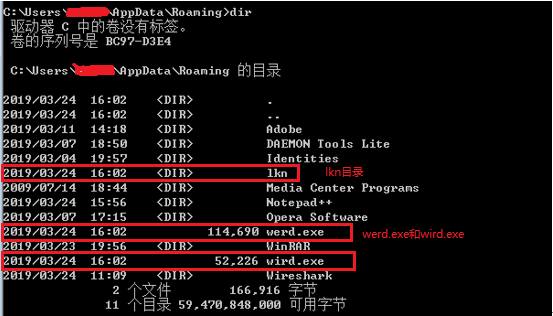 C:\Users\ \AppData\Roaming>dir
驱动器 C 中的卷没有标签。
卷的序列号是 BC97-D3E4
C:\Users\ \AppData\Roaming 的目录
2019/03/24 16:02 <DIR> .
2019/03/24 16:02 <DIR> ..
2019/03/11 14:18 <DIR> Adobe
2019/03/07 18:50 <DIR> DAEMON Tools Lite
2019/03/04 19:57 <DIR> Identities
2019/03/24 16:02 <DIR> lkn lkn目录
2009/07/14 18:44 <DIR> Media Center Programs
2019/03/24 15:56 <DIR> Notepad++
2019/03/07 17:15 <DIR> Opera Software
2019/03/24 16:02 114,690 werd.exe werd.exe和wird.exe
2019/03/23 19:56 <DIR> WinRAR
2019/03/24 16:02 52,226 wird.exe
2019/03/24 11:09 <DIR> Wireshark
2 个文件 166,916 字节
11 个目录 59,470,848,000 可用字节